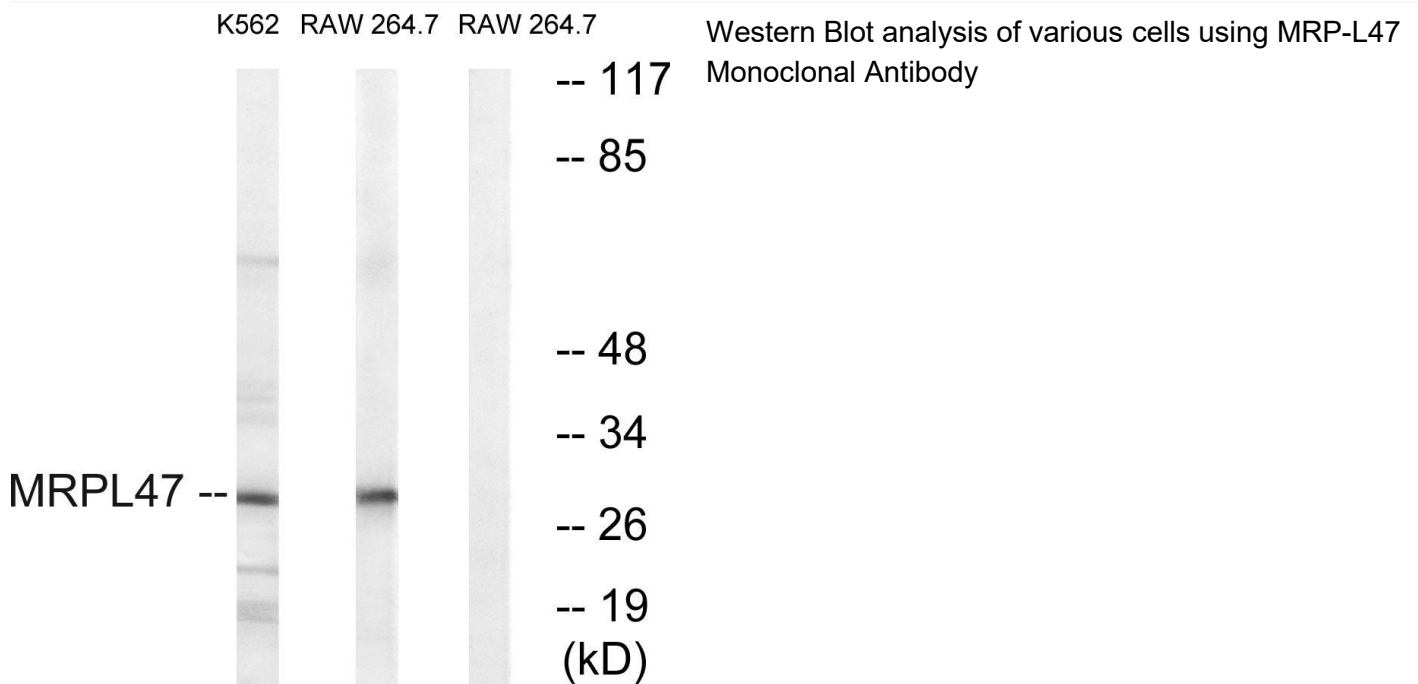 K562 RAW 264.7 RAW 264.7
Western Blot analysis of various cells using MRP-L47
Monoclonal Antibody
-- 117
-- 85
-- 48
-- 34
MRPL47 --
-- 26
-- 19
(kD)